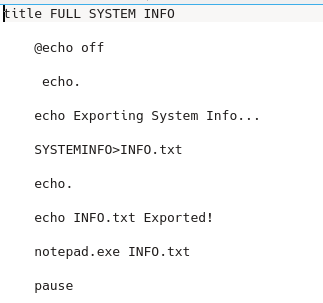 title FULL SYSTEM INFO
@echo off
echo.
echo Exporting System Info...
SYSTEMINFO>INFO.txt
echo.
echo INFO.txt Exported!
notepad.exe INFO.txt
pause